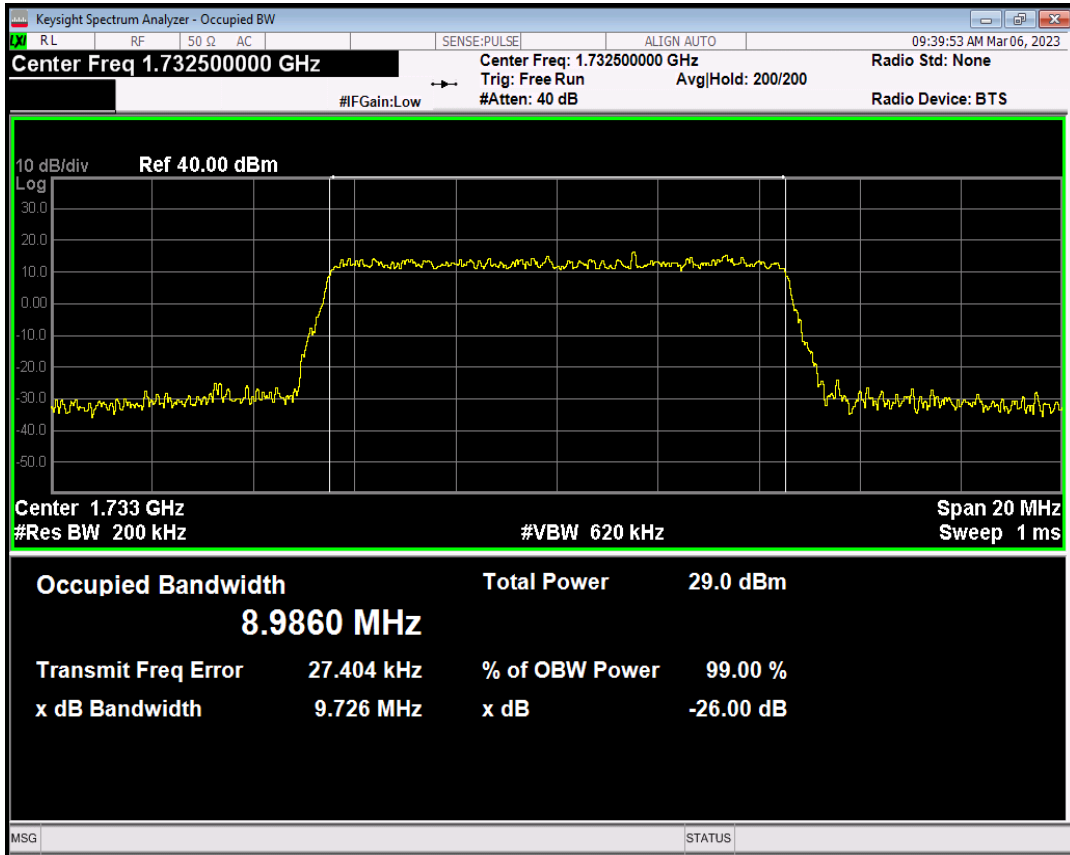 Keysight Spectrum Analyzer - Occupied BW
LXI RL RF 50 Ω AC SENSE:PULSE ALIGN AUTO 09:39:53 AM Mar 06, 2023
Center Freq 1.732500000 GHz Center Freq: 1.732500000 GHz Radio Std: None
Trig: Free Run Avg|Hold: 200/200
#IFGain:Low #Atten: 40 dB Radio Device: BTS
10 dB/div Ref 40.00 dBm
Log
30.0
20.0
10.0
0.00
-10.0
-20.0
-30.0
-40.0
-50.0
Center 1.733 GHz Span 20 MHz
#Res BW 200 kHz #VBW 620 kHz Sweep 1 ms
Occupied Bandwidth Total Power 29.0 dBm
8.9860 MHz
Transmit Freq Error 27.404 kHz % of OBW Power 99.00 %
x dB Bandwidth 9.726 MHz x dB -26.00 dB
MSG STATUS